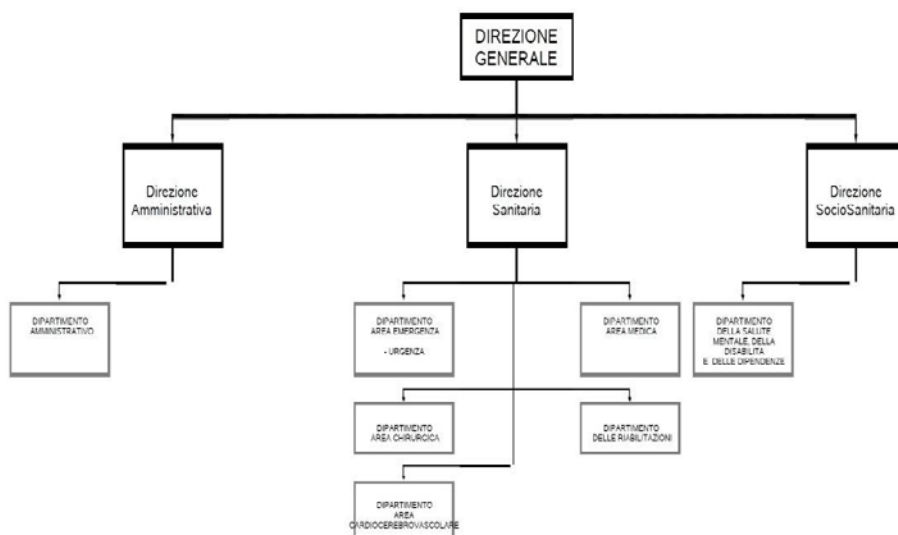 DIREZIONE
GENERALE
Direzione
Amministrativa
Direzione
Sanitaria
Direzione
SocioSanitaria
DIPARTIMENTO
AMMINISTRATIVO
DIPARTIMENTO
AREA EMERGENZA
- URGENZA
DIPARTIMENTO
AREA MEDICA
DIPARTIMENTO
DELLA SALUTE
MENTALE, DELLA
DISABILITA
E DELLE DIPENDENZE
DIPARTIMENTO
AREA CHIRURGICA
DIPARTIMENTO
DELLE RIABILITAZIONI
DIPARTIMENTO
AREA
CARDIOCEREBROVASCOLARE